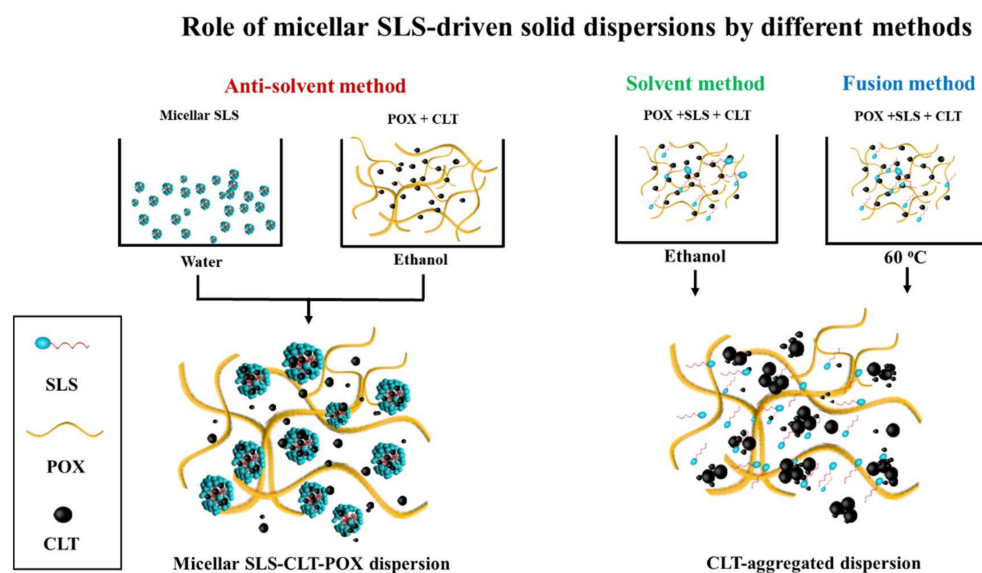 Role of micellar SLS-driven solid dispersions by different methods
Anti-solvent method
Micellar SLS
POX + CLT
Water
Ethanol
Solvent method
POX +SLS + CLT
Ethanol
Fusion method
POX +SLS + CLT
60 °C
SLS
POX
CLT
Micellar SLS-CLT-POX dispersion
CLT-aggregated dispersion